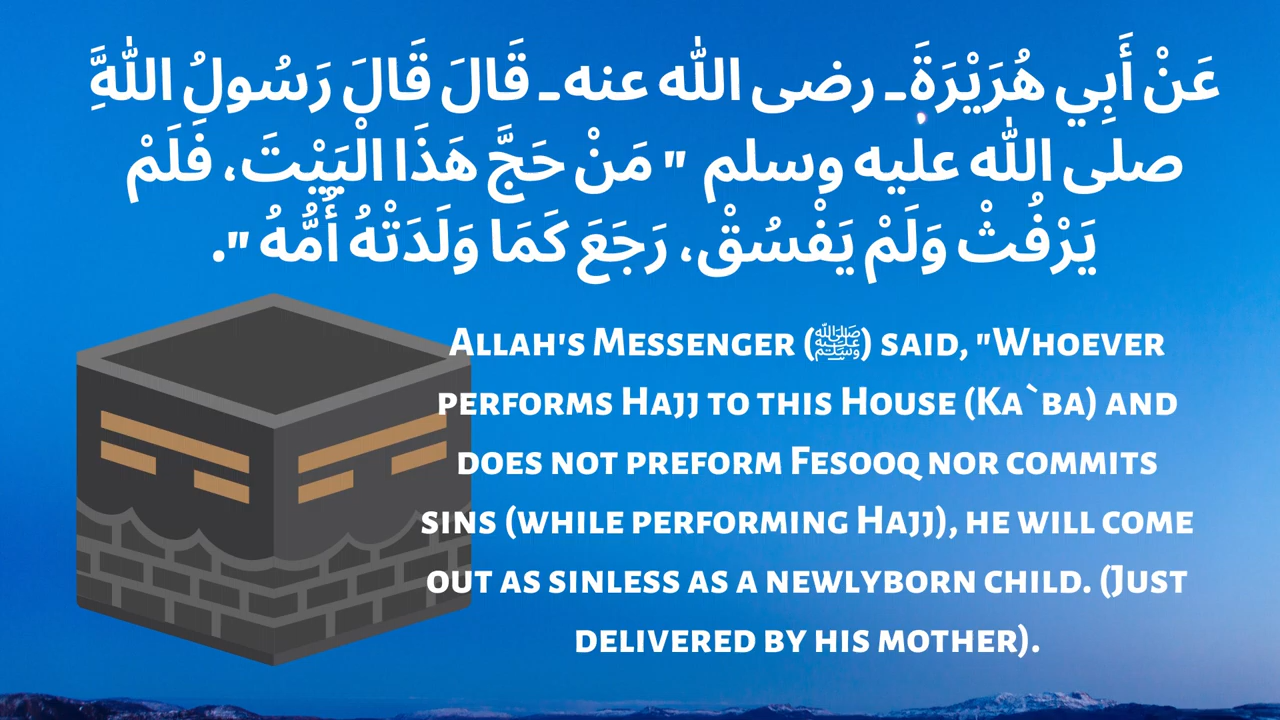 عَنْ أَبِي هُرَيْرَةَ ـ رضى الله عنه ـ قَالَ قَالَ رَسُولُ اللَّهِ
صلى الله عليه وسلم " مَنْ حَجَّ هَذَا الْبَيْتَ، فَلَمْ
يَرْفُثْ وَلَمْ يَفْسُقْ، رَجَعَ كَمَا وَلَدَتْهُ أُمُّهُ ".
Allah's Messenger (ﷺ) said, "Whoever
performs Hajj to this House (Ka`ba) and
does not preform Fesooq nor commits
sins (while performing Hajj), he will come
out as sinless as a newlyborn child. (Just
delivered by his mother).